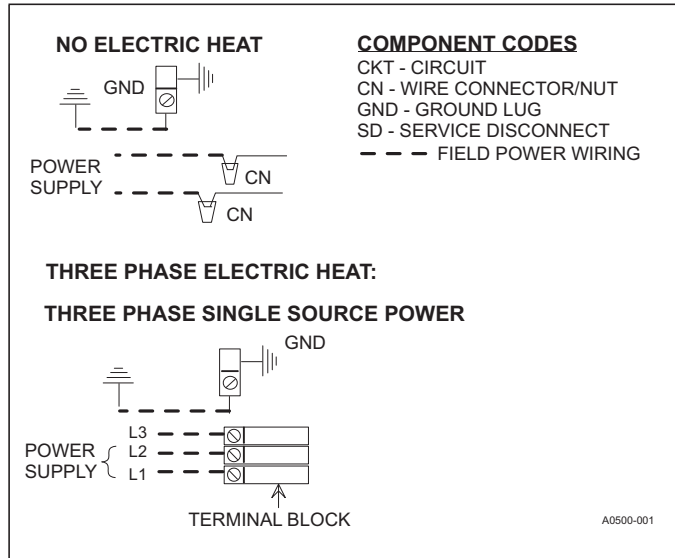 NO ELECTRIC HEAT
GND
POWER
SUPPLY
CN
CN
COMPONENT CODES
CKT - CIRCUIT
CN - WIRE CONNECTOR/NUT
GND - GROUND LUG
SD - SERVICE DISCONNECT
FIELD POWER WIRING
THREE PHASE ELECTRIC HEAT:
THREE PHASE SINGLE SOURCE POWER
GND
L3
POWER
SUPPLY
L2
L1
TERMINAL BLOCK
A0500-001